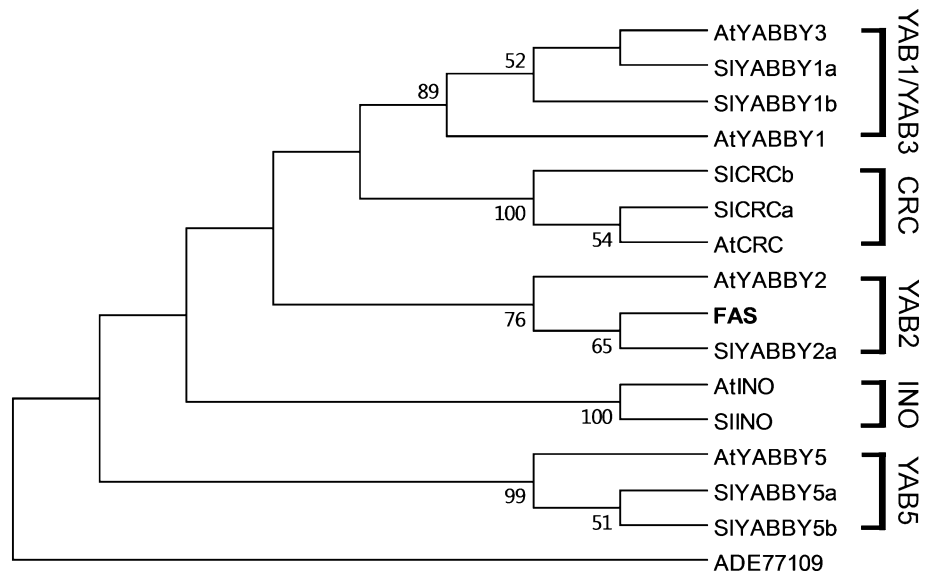 AtYABBY3
SlYABBY1a
SlYABBY1b
AtYABBY1
YAB1/YAB3
52
89
SlCRCb
SlCRCa
AtCRC
CRC
100
54
AtYABBY2
FAS
SlYABBY2a
YAB2
76
65
AtINO
SlINO
INO
100
AtYABBY5
SlYABBY5a
SlYABBY5b
YAB5
99
51
ADE77109